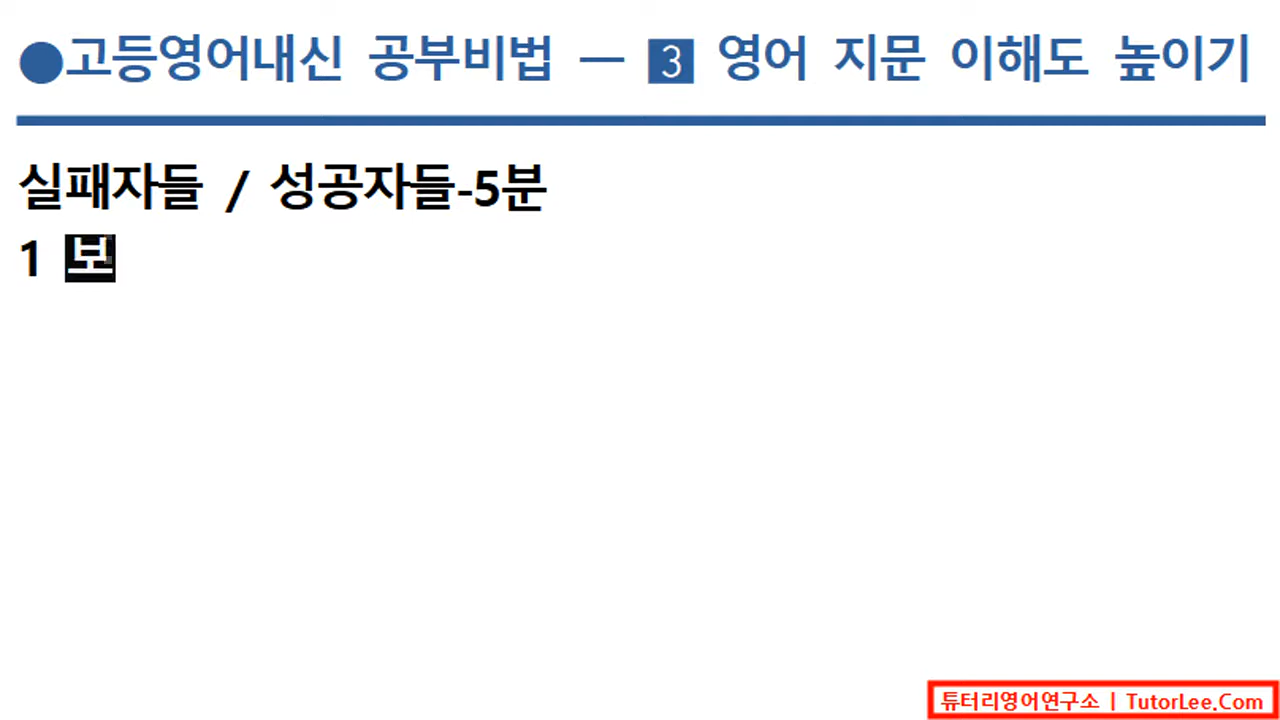 ●고등영어내신 공부비법 — 3 영어 지문 이해도 높이기
실패자들 / 성공자들-5분
1 보
튜터리영어연구소 | TutorLee.Com